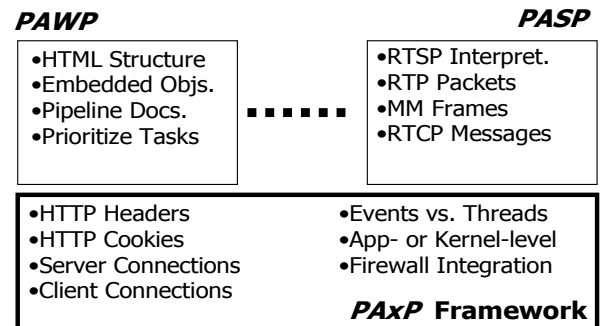 PAWP
•HTML Structure
•Embedded Objs.
•Pipeline Docs.
•Prioritize Tasks
PASP
•RTSP Interpret.
•RTP Packets
•MM Frames
•RTCP Messages
•HTTP Headers
•HTTP Cookies
•Server Connections
•Client Connections
•Events vs. Threads
•App- or Kernel-level
•Firewall Integration
PAxP Framework